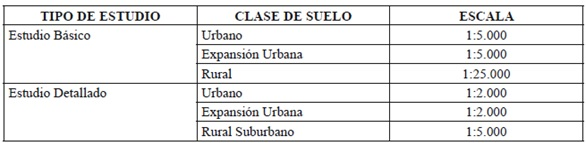 TIPO DE ESTUDIO CLASE DE SUELO ESCALA
Estudio Básico Urbano 1:5.000
Expansión Urbana 1:5.000
Rural 1:25.000
Estudio Detallado Urbano 1:2.000
Expansión Urbana 1:2.000
Rural Suburbano 1:5.000